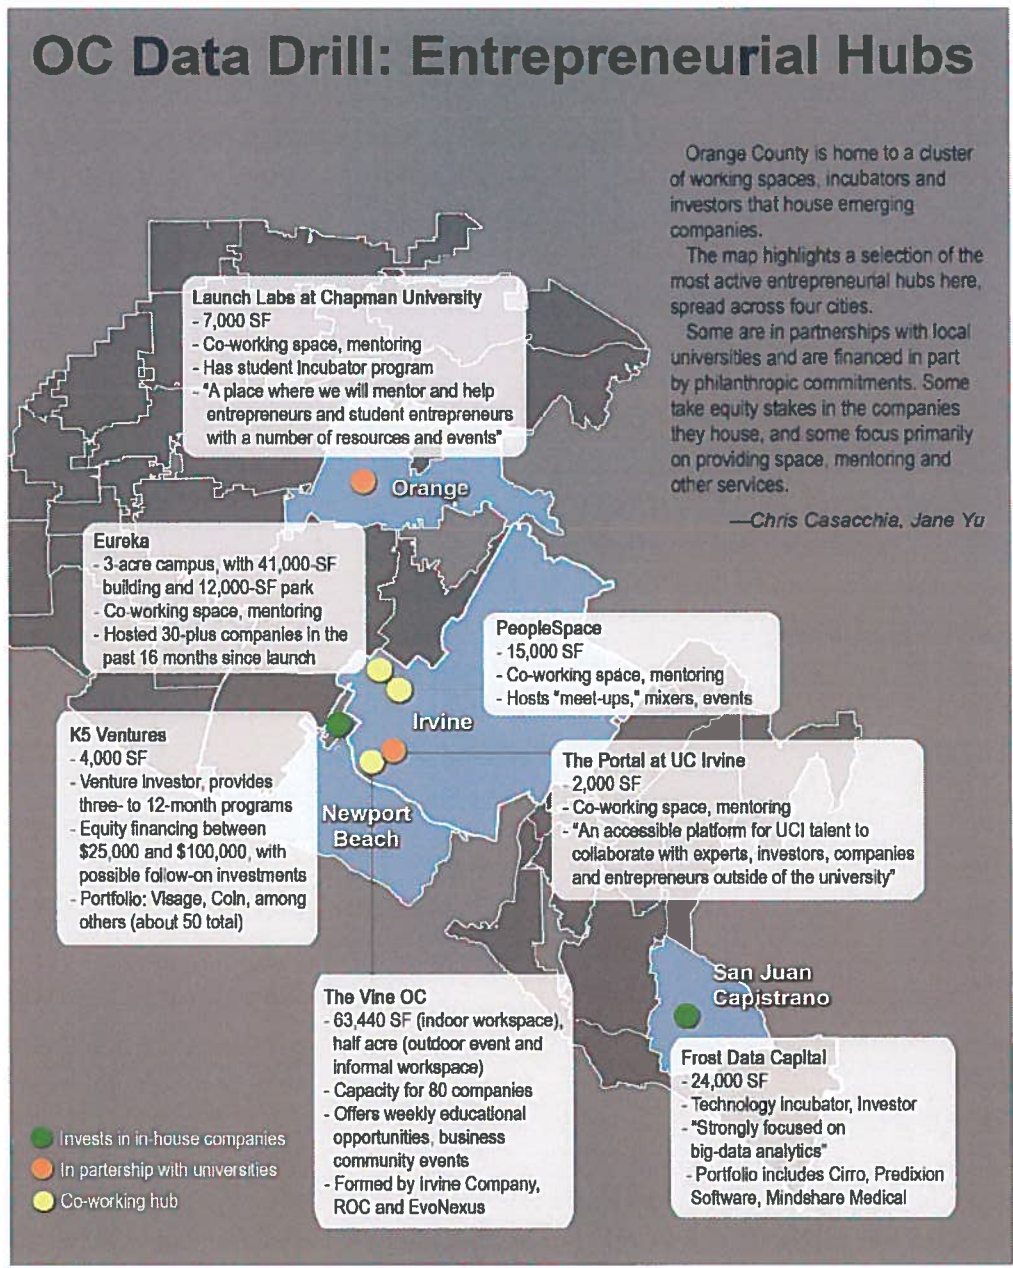 OC Data Drill: Entrepreneurial Hubs
Orange County is home to a cluster
of working spaces, incubators and
investors that house emerging
companies.
The map highlights a selection of the
most active entrepreneurial hubs here,
spread across four cities.
Some are in partnerships with local
universities and are financed in part
by philanthropic commitments. Some
take equity stakes in the companies
they house, and some focus primarily
on providing space, mentoring and
other services.
—Chris Casacchia, Jane Yu
Launch Labs at Chapman University
- 7,000 SF
- Co-working space, mentoring
- Has student Incubator program
- "A place where we will mentor and help
entrepreneurs and student entrepreneurs
with a number of resources and events"
Orange
Eureka
- 3-acre campus, with 41,000-SF
building and 12,000-SF park
- Co-working space, mentoring
- Hosted 30-plus companies in the
past 16 months since launch
PeopleSpace
- 15,000 SF
- Co-working space, mentoring
- Hosts "meet-ups," mixers, events
Irvine
K5 Ventures
- 4,000 SF
- Venture Investor, provides
three- to 12-month programs
- Equity financing between
$25,000 and $100,000, with
possible follow-on investments
- Portfolio: Visage, Coin, among
others (about 50 total)
The Portal at UC Irvine
- 2,000 SF
- Co-working space, mentoring
- "An accessible platform for UCI talent to
collaborate with experts, investors, companies
and entrepreneurs outside of the university"
Newport
Beach
San Juan
Capistrano
The Vine OC
- 63,440 SF (indoor workspace),
half acre (outdoor event and
informal workspace)
- Capacity for 80 companies
- Offers weekly educational
opportunities, business
community events
- Formed by Irvine Company,
ROC and EvoNexus
Frost Data Capital
- 24,000 SF
- Technology Incubator, Investor
- "Strongly focused on
big-data analytics"
- Portfolio includes Cirro, Predixion
Software, Mindshare Medical
Invests in in-house companies
In partership with universities
Co-working hub